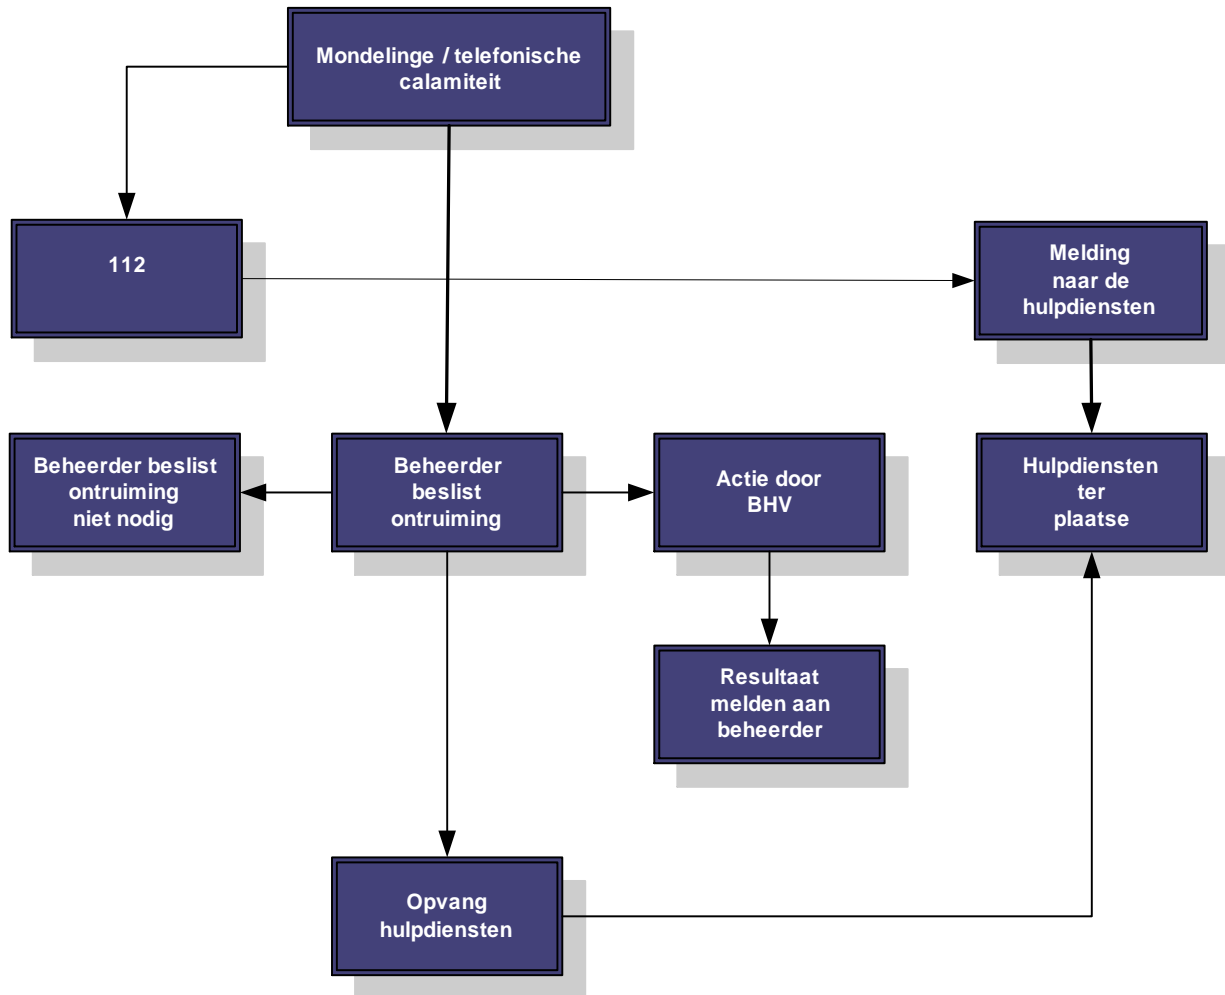 Mondelinge / telefonische
calamiteit
112
Melding
naar de
hulpdiensten
Beheerder beslist
ontruiming
niet nodig
Beheerder
beslist
ontruiming
Actie door
BHV
Hulpdiensten
ter
plaatse
Resultaat
melden aan
beheerder
Opvang
hulpdiensten